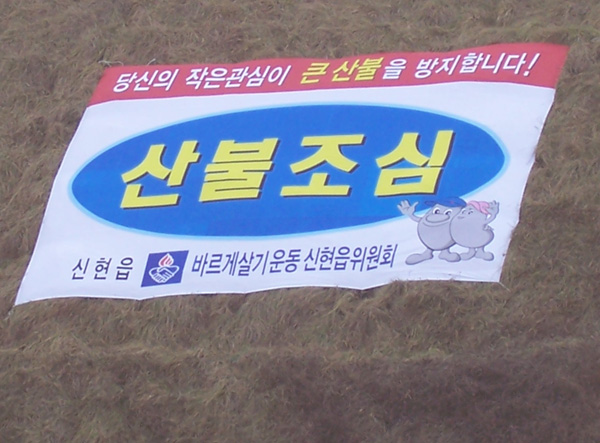 당신의 작은관심이 큰 산불을 방지합니다!
산불조심
신현읍 바르게살기운동 신현읍위원회